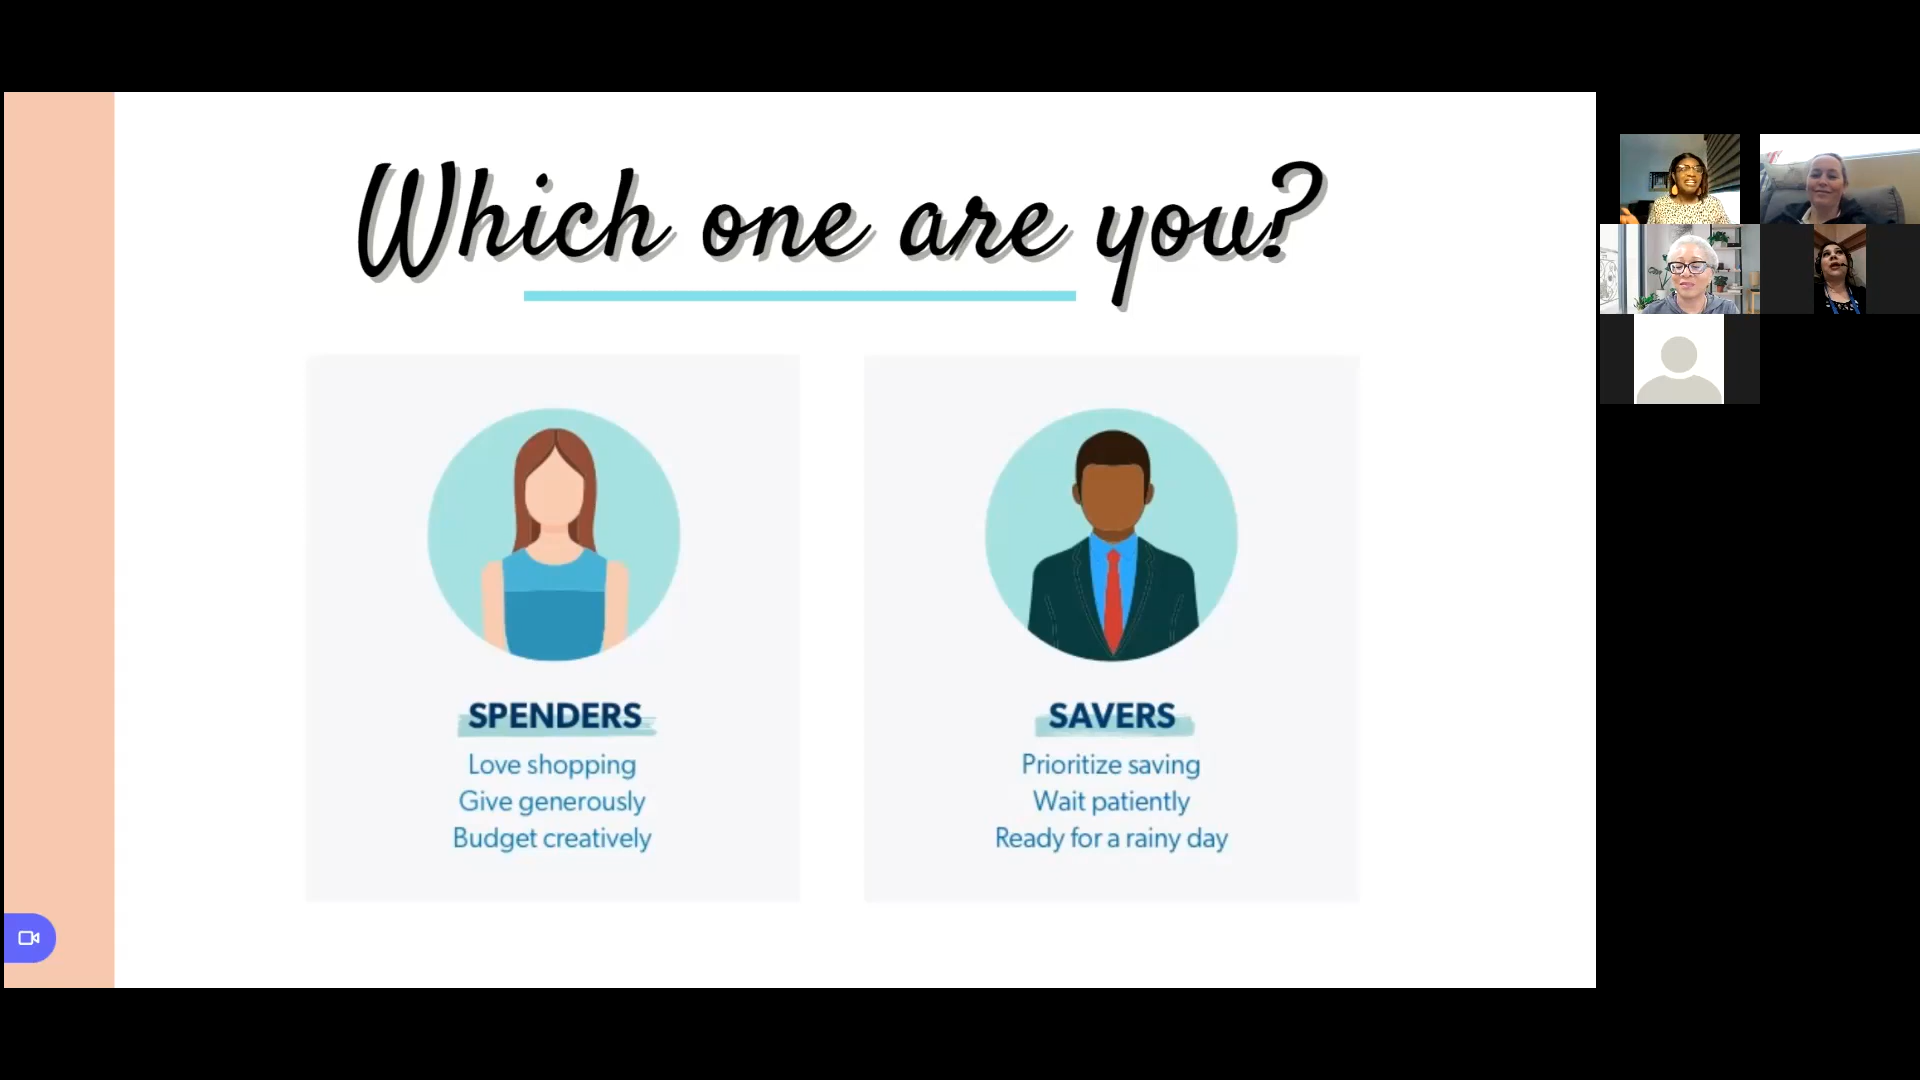 Which one are you?
SPENDERS
Love shopping
Give generously
Budget creatively
SAVERS
Prioritize saving
Wait patiently
Ready for a rainy day